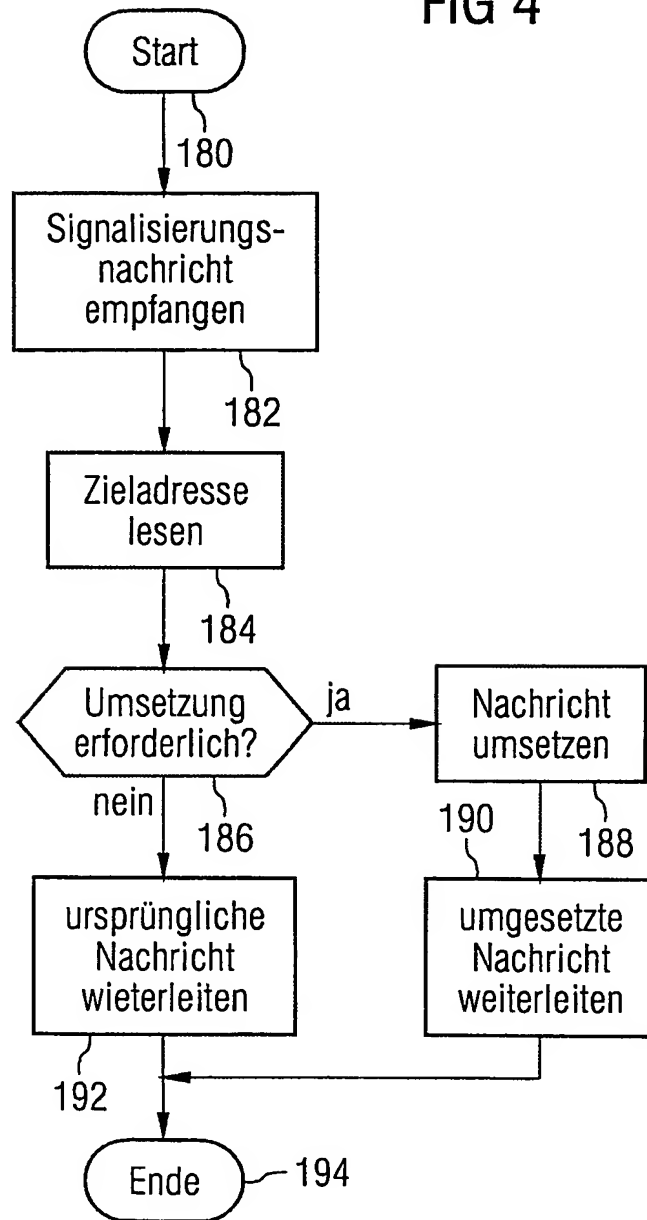 FIG 4
Start
180
Signalisierungs-
nachricht
empfangen
182
Zieladresse
lesen
184
Umsetzung
erforderlich?
ja
nein
186
Nachricht
umsetzen
188
190
ursprüngliche
Nachricht
wieterleiten
192
umgesetzte
Nachricht
weiterleiten
Ende
194